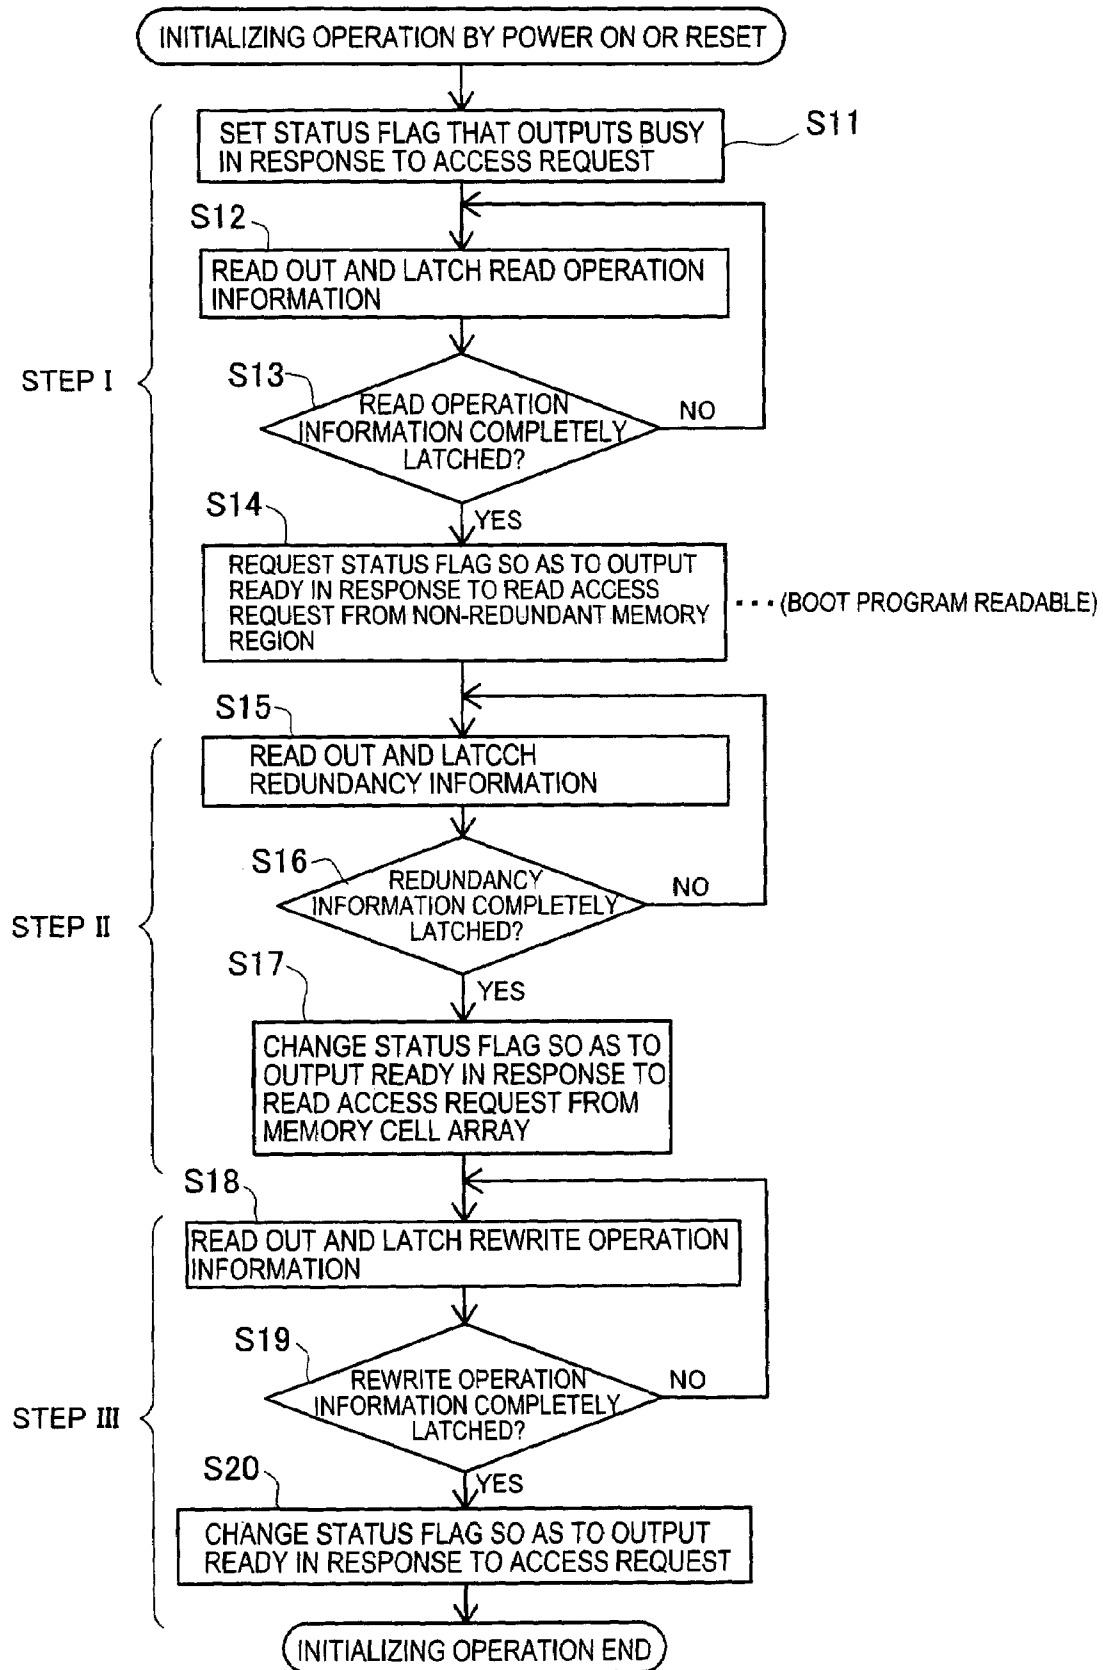 INITIALIZING OPERATION BY POWER ON OR RESET
SET STATUS FLAG THAT OUTPUTS BUSY
IN RESPONSE TO ACCESS REQUEST
S11
S12
READ OUT AND LATCH READ OPERATION
INFORMATION
STEP I
S13
READ OPERATION
INFORMATION COMPLETELY
LATCHED?
NO
YES
S14
REQUEST STATUS FLAG SO AS TO OUTPUT
READY IN RESPONSE TO READ ACCESS
REQUEST FROM NON-REDUNDANT MEMORY
REGION
···(BOOT PROGRAM READABLE)
S15
READ OUT AND LATCCH
REDUNDANCY INFORMATION
STEP II
S16
REDUNDANCY
INFORMATION COMPLETELY
LATCHED?
NO
YES
S17
CHANGE STATUS FLAG SO AS TO
OUTPUT READY IN RESPONSE TO
READ ACCESS REQUEST FROM
MEMORY CELL ARRAY
S18
READ OUT AND LATCH REWRITE OPERATION
INFORMATION
STEP III
S19
REWRITE OPERATION
INFORMATION COMPLETELY
LATCHED?
NO
YES
S20
CHANGE STATUS FLAG SO AS TO OUTPUT
READY IN RESPONSE TO ACCESS REQUEST
INITIALIZING OPERATION END